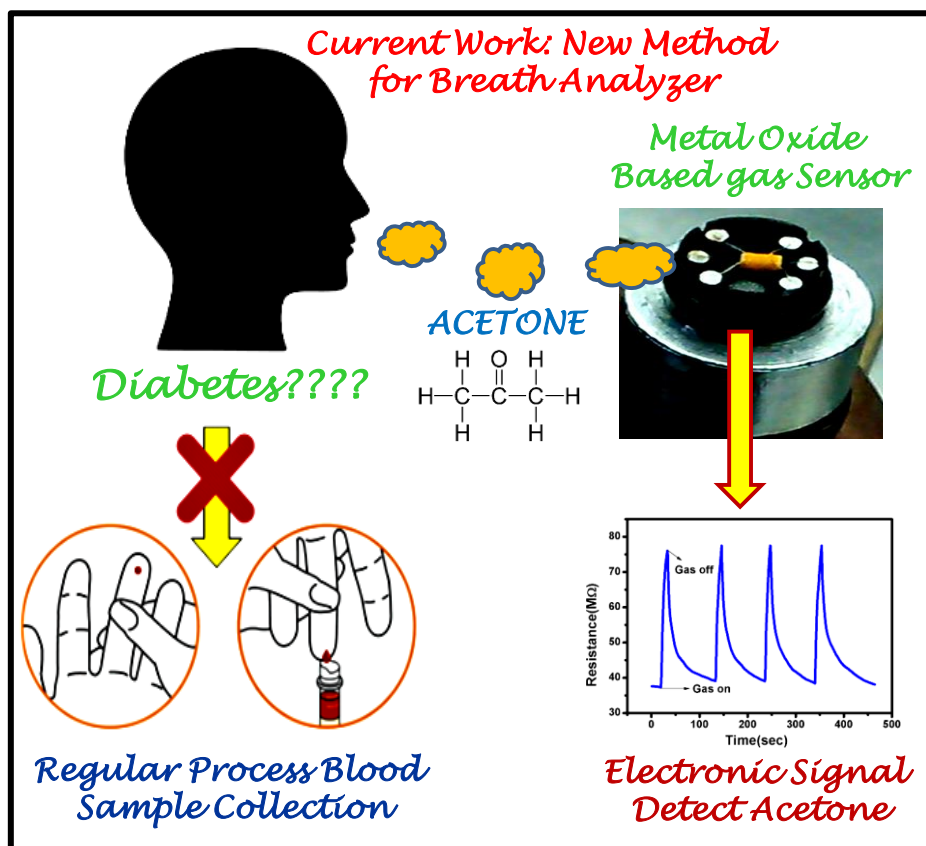 Current Work: New Method
for Breath Analyzer
Metal Oxide
Based gas Sensor
ACETONE
H O H
H C C C H
H H
Diabetes????
80
70
60
50
40
30
Resistance(MΩ)
Gas off
Gas on
0 100 200 300 400 500
Time(sec)
Regular Process Blood
Sample Collection
Electronic Signal
Detect Acetone